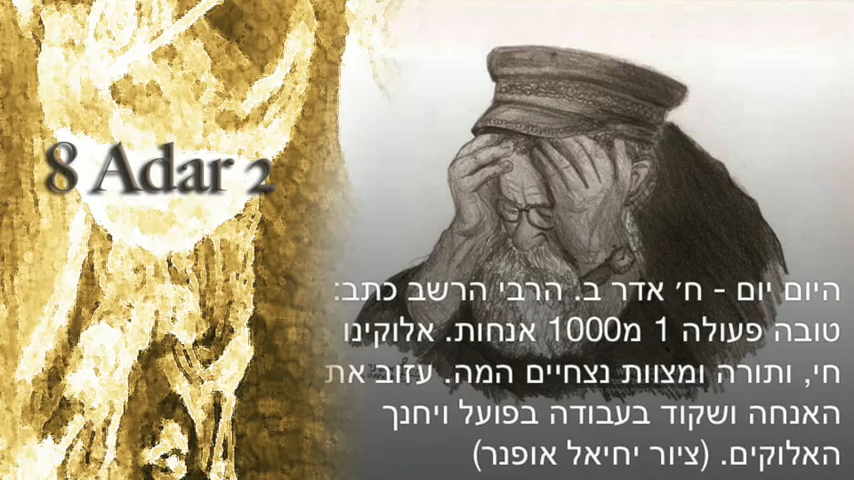 8 Adar 2
היום יום - ח׳ אדר ב. הרבי הרשב כתב:
טובה פעולה 1 מ1000 אנחות. אלוקינו
חי, ותורה ומצוות נצחיים המה. עזוב את
האנחה ושקוד בעבודה בפועל ויחנך
האלוקים. (ציור יחיאל אופנר)